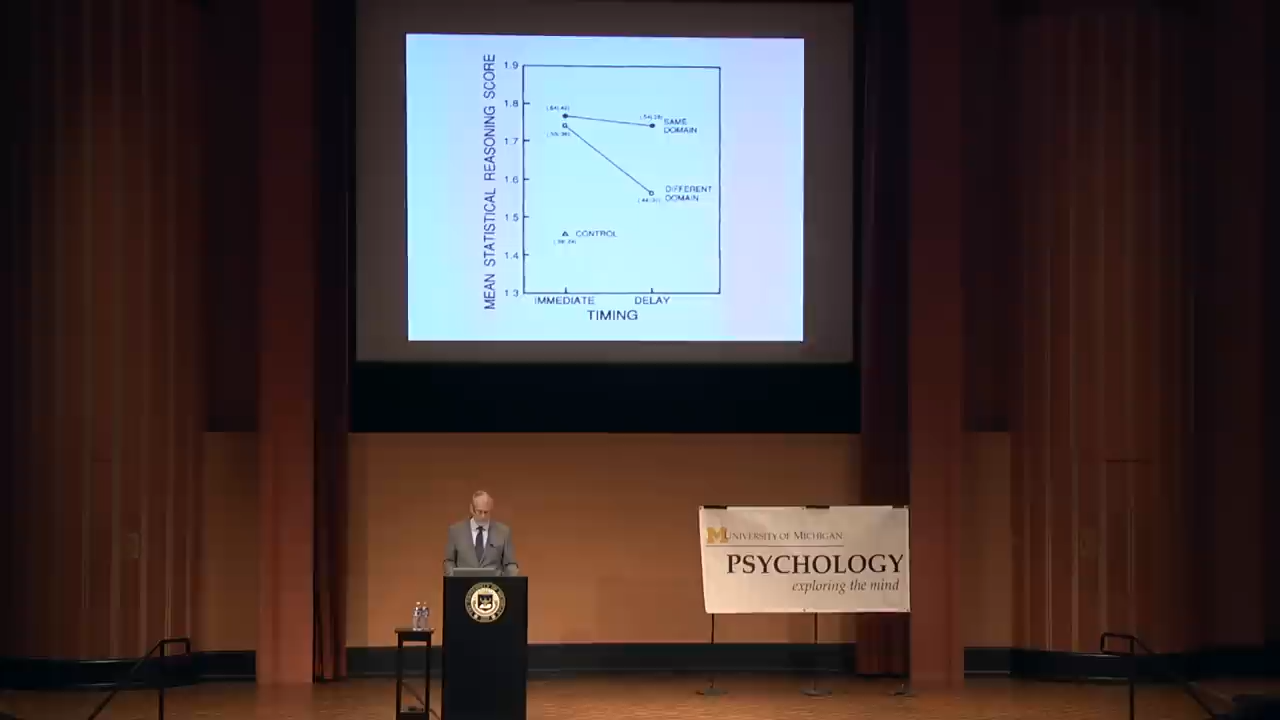 MEAN STATISTICAL REASONING SCORE
1.9
1.8
1.7
1.6
1.5
1.4
1.3
SAME
DOMAIN
DIFFERENT
DOMAIN
CONTROL
IMMEDIATE DELAY
TIMING
M UNIVERSITY OF MICHIGAN
PSYCHOLOGY
exploring the mind